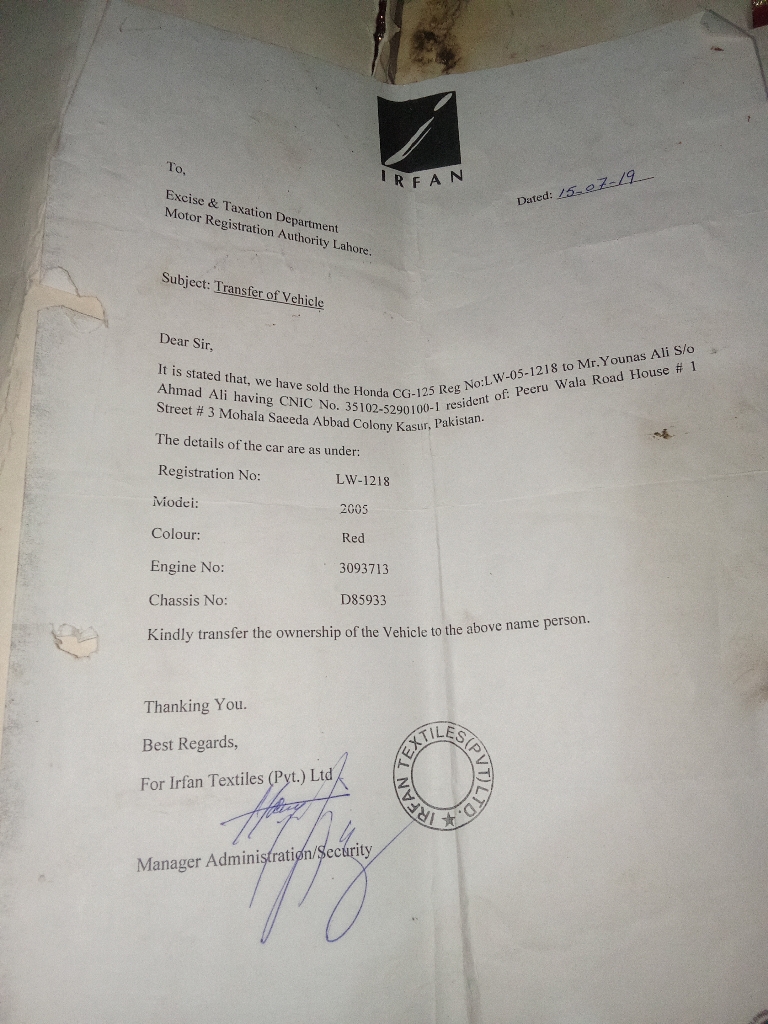 IRFAN
Dated: 15-07-19
To,
Excise & Taxation Department
Motor Registration Authority Lahore.
Subject: Transfer of Vehicle
Dear Sir,
It is stated that, we have sold the Honda CG-125 Reg No:LW-05-1218 to Mr.Younas Ali S/o
Ahmad Ali having CNIC No. 35102-5290100-1 resident of: Peeru Wala Road House # 1
Street # 3 Mohala Saeeda Abbad Colony Kasur, Pakistan.
The details of the car are as under:
Registration No: LW-1218
Model: 2005
Colour: Red
Engine No: 3093713
Chassis No: D85933
Kindly transfer the ownership of the Vehicle to the above name person.
Thanking You.
Best Regards,
For Irfan Textiles (Pyt.) Ltd
IRFAN TEXTILES(PVT)LTD.
Manager Administration/Security